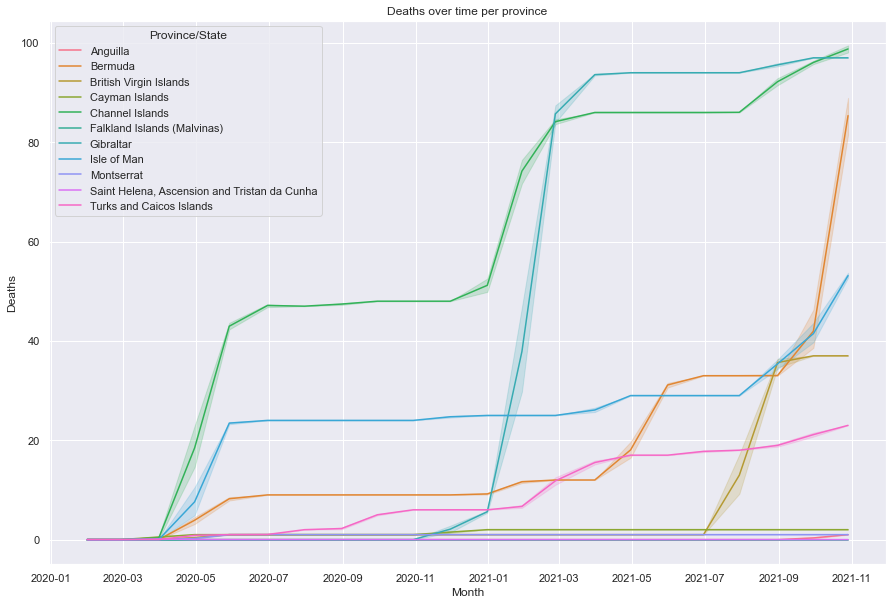 Deaths over time per province
Province/State
Anguilla
Bermuda
British Virgin Islands
Cayman Islands
Channel Islands
Falkland Islands (Malvinas)
Gibraltar
Isle of Man
Montserrat
Saint Helena, Ascension and Tristan da Cunha
Turks and Caicos Islands
100
80
60
40
20
0
Deaths
2020-01 2020-03 2020-05 2020-07 2020-09 2020-11 2021-01 2021-03 2021-05 2021-07 2021-09 2021-11
Month